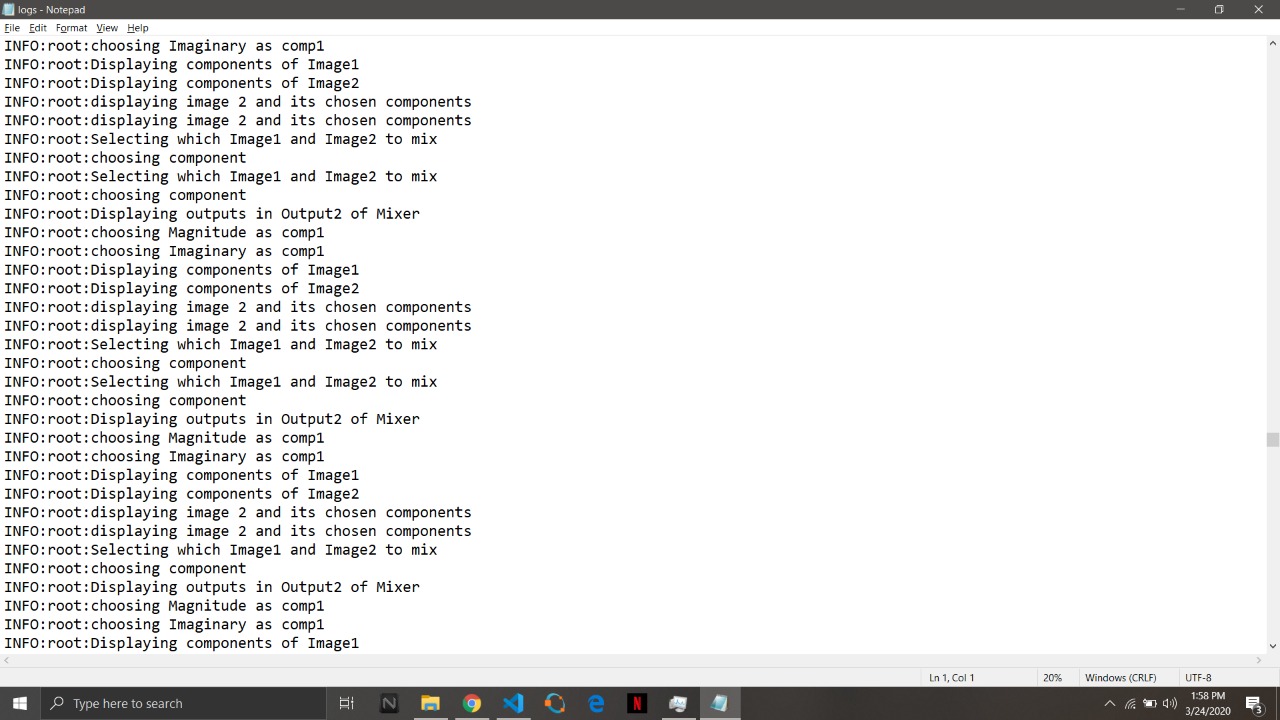 logs - Notepad
File Edit Format View Help
INFO:root:choosing Imaginary as comp1
INFO:root:Displaying components of Image1
INFO:root:Displaying components of Image2
INFO:root:displaying image 2 and its chosen components
INFO:root:displaying image 2 and its chosen components
INFO:root:Selecting which Image1 and Image2 to mix
INFO:root:choosing component
INFO:root:Selecting which Image1 and Image2 to mix
INFO:root:choosing component
INFO:root:Displaying outputs in Output2 of Mixer
INFO:root:choosing Magnitude as comp1
INFO:root:choosing Imaginary as comp1
INFO:root:Displaying components of Image1
INFO:root:Displaying components of Image2
INFO:root:displaying image 2 and its chosen components
INFO:root:displaying image 2 and its chosen components
INFO:root:Selecting which Image1 and Image2 to mix
INFO:root:choosing component
INFO:root:Selecting which Image1 and Image2 to mix
INFO:root:choosing component
INFO:root:Displaying outputs in Output2 of Mixer
INFO:root:choosing Magnitude as comp1
INFO:root:choosing Imaginary as comp1
INFO:root:Displaying components of Image1
INFO:root:Displaying components of Image2
INFO:root:displaying image 2 and its chosen components
INFO:root:displaying image 2 and its chosen components
INFO:root:Selecting which Image1 and Image2 to mix
INFO:root:choosing component
INFO:root:Displaying outputs in Output2 of Mixer
INFO:root:choosing Magnitude as comp1
INFO:root:choosing Imaginary as comp1
INFO:root:Displaying components of Image1
Ln 1, Col 1 20% Windows (CRLF) UTF-8
Type here to search
N
N
1:58 PM
3/24/2020
3